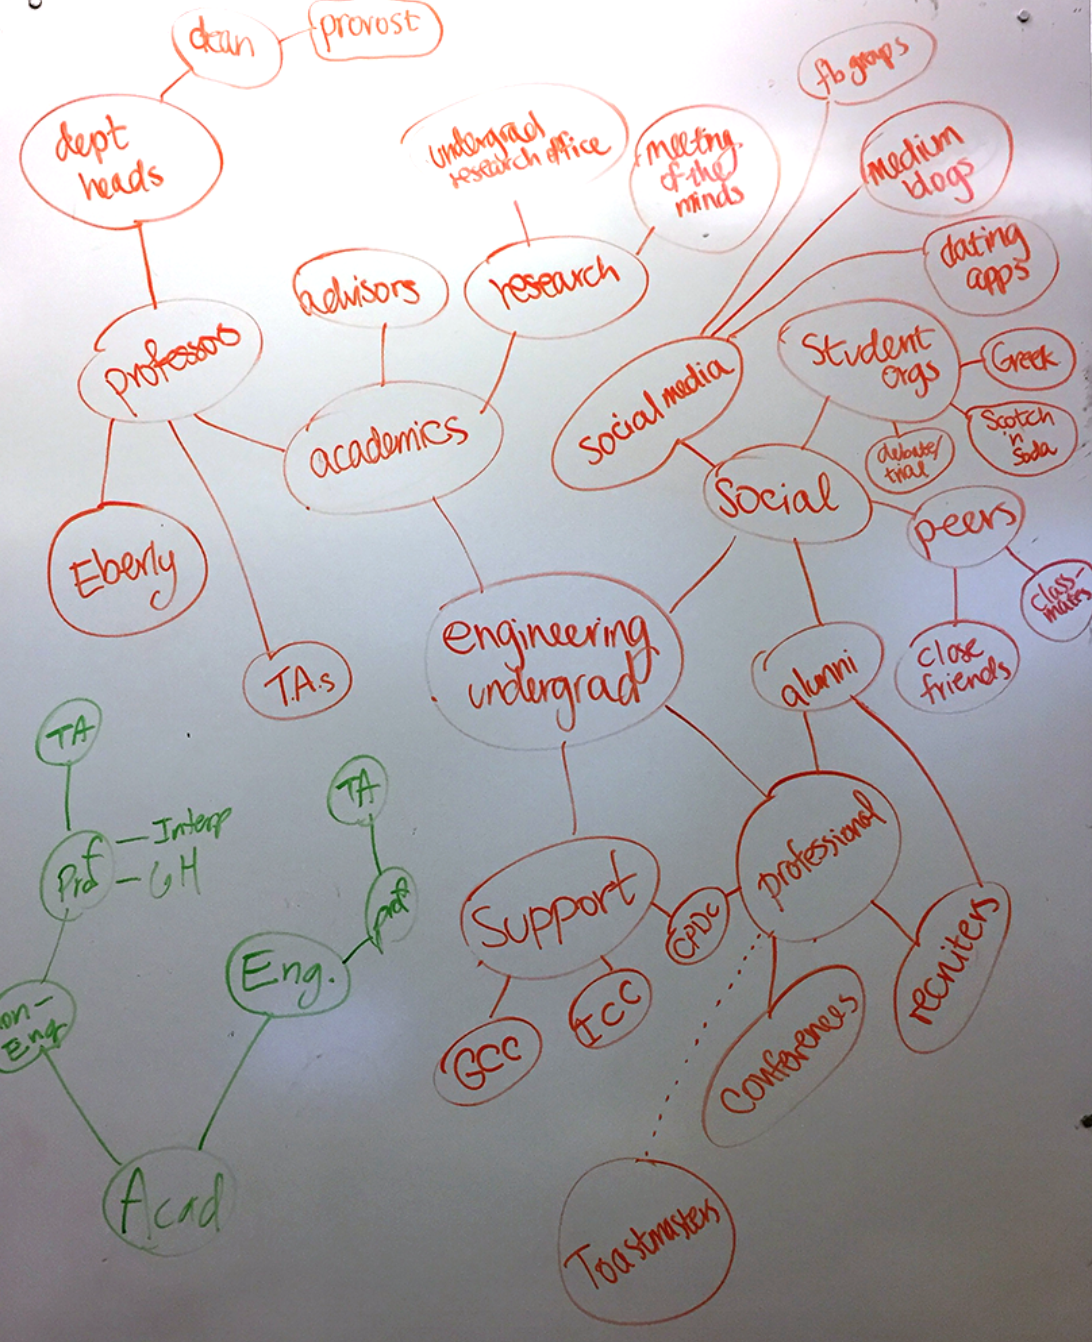 dean
provost
fb groups
dept
heads
undergrad
research office
meeting
of the
minds
medium
blogs
dating
apps
advisors
research
professors
Student
orgs
Greek
social media
academics
debate/
trial
Scotch
'n
Soda
Social
peers
Eberly
class-
mates
engineering
undergrad
alumni
close
friends
T.A.s
TA
TA
Interp
Prof
GH
prof
professional
Support
CPDC
recruiters
Eng.
on-
Eng
ICC
GCC
Conferences
Acad
Toastmasters